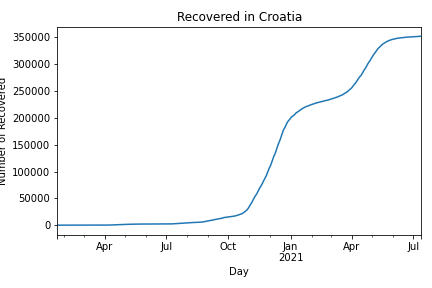 Recovered in Croatia
Number of Recovered
350000
300000
250000
200000
150000
100000
50000
0
Apr Jul Oct Jan Apr Jul
2021
Day